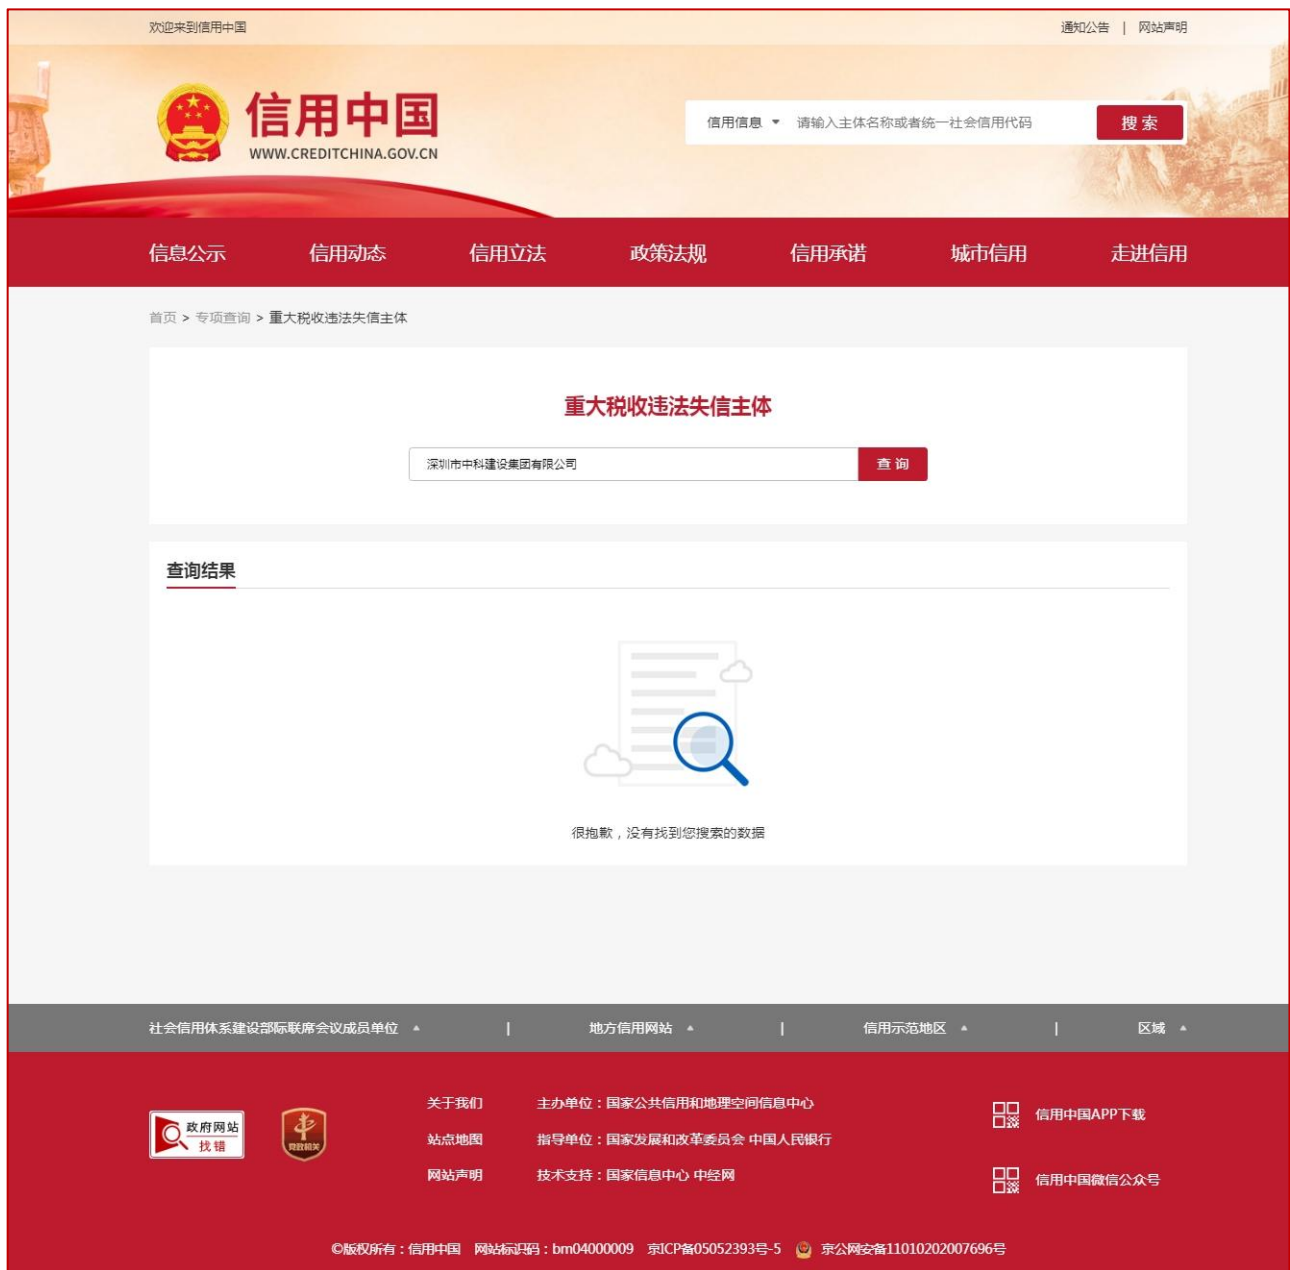 欢迎来到信用中国
通知公告 | 网站声明
信用中国
WWW.CREDITCHINA.GOV.CN
信用信息 请输入主体名称或者统一社会信用代码 搜索
信息公示 信用动态 信用立法 政策法规 信用承诺 城市信用 走进信用
首页 > 专项查询 > 重大税收违法失信主体
重大税收违法失信主体
深圳市中科建设集团有限公司 查询
查询结果
很抱歉，没有找到您搜索的数据
社会信用体系建设部际联席会议成员单位 | 地方信用网站 | 信用示范地区 | 区域
政府网站
找错
党政机关
关于我们 主办单位：国家公共信用和地理空间信息中心
站点地图 指导单位：国家发展和改革委员会 中国人民银行
网站声明 技术支持：国家信息中心 中经网
信用中国APP下载
信用中国微信公众号
©版权所有：信用中国 网站标识码：bm04000009 京ICP备05052393号-5 京公网安备11010202007696号